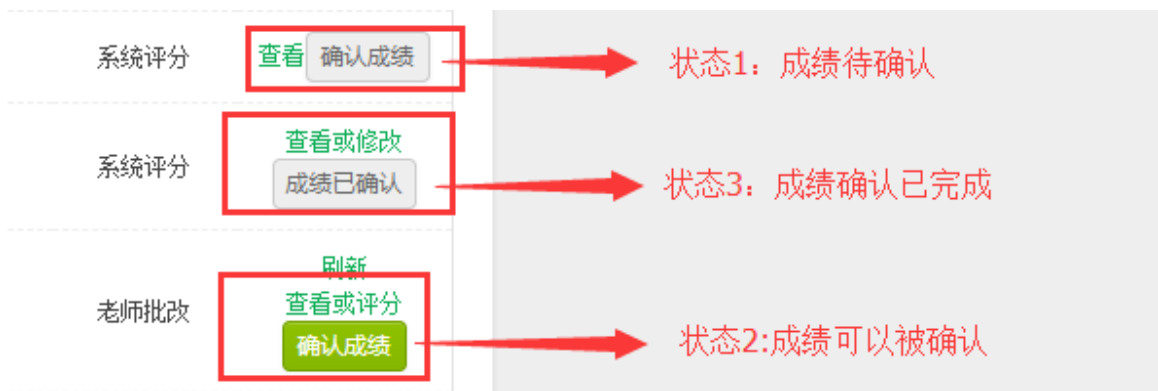 系统评分 查看 确认成绩 状态1：成绩待确认
查看或修改
系统评分 成绩已确认 状态3：成绩确认已完成
刷新
老师批改 查看或评分
确认成绩 状态2:成绩可以被确认